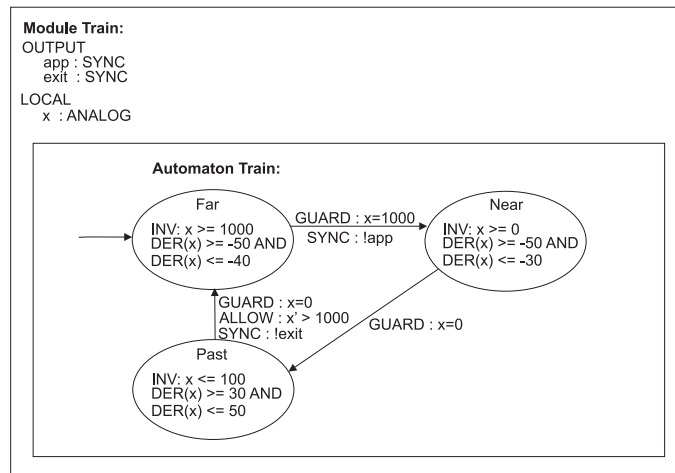 Module Train:
OUTPUT
app : SYNC
exit : SYNC
LOCAL
x : ANALOG
Automaton Train:
Far
INV: x >= 1000
DER(x) >= -50 AND
DER(x) <= -40
GUARD : x=1000
SYNC : !app
Near
INV: x >= 0
DER(x) >= -50 AND
DER(x) <= -30
GUARD : x=0
ALLOW : x' > 1000
SYNC : !exit
GUARD : x=0
Past
INV: x <= 100
DER(x) >= 30 AND
DER(x) <= 50